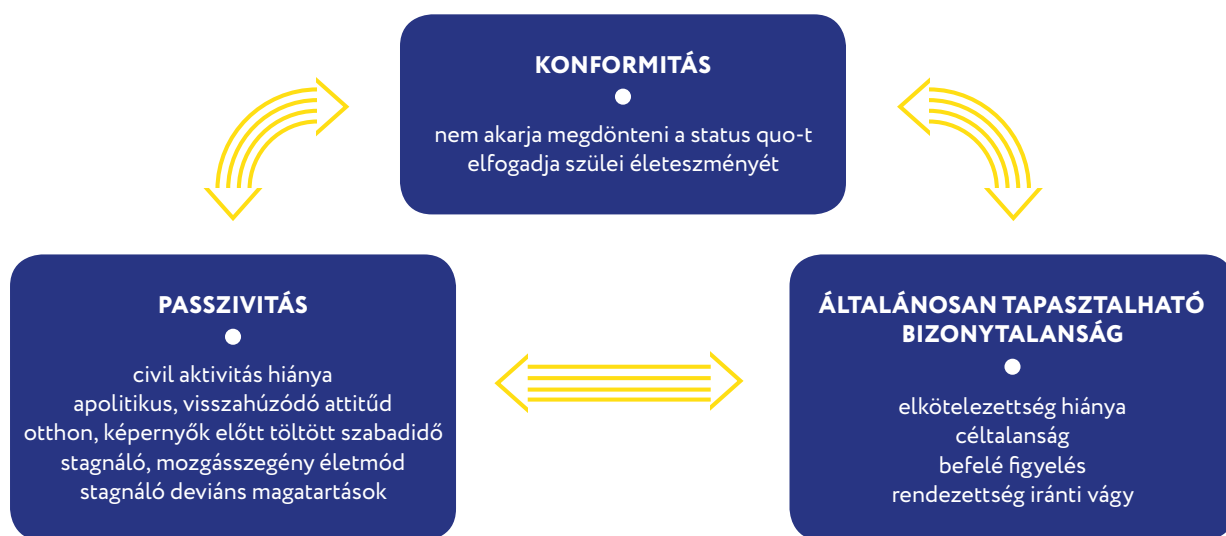 KONFORMITÁS
nem akarja megdönteni a status quo-t
elfogadja szülei életeszményét
PASSZIVITÁS
civil aktivitás hiánya
apolitikus, visszahúzódó attitűd
otthon, képernyők előtt töltött szabadidő
stagnáló, mozgásszegény életmód
stagnáló deviáns magatartások
ÁLTALÁNOSAN TAPASZTALHATÓ
BIZONYTALANSÁG
elkötelezettség hiánya
céltalanság
befelé figyelés
rendezettség iránti vágy